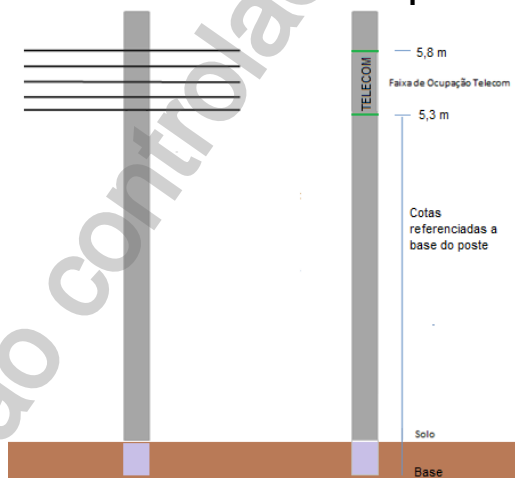 5,8 m
TELECOM
Faixa de Ocupação Telecom
5,3 m
Cotas
referenciadas a
base do poste
Solo
Base